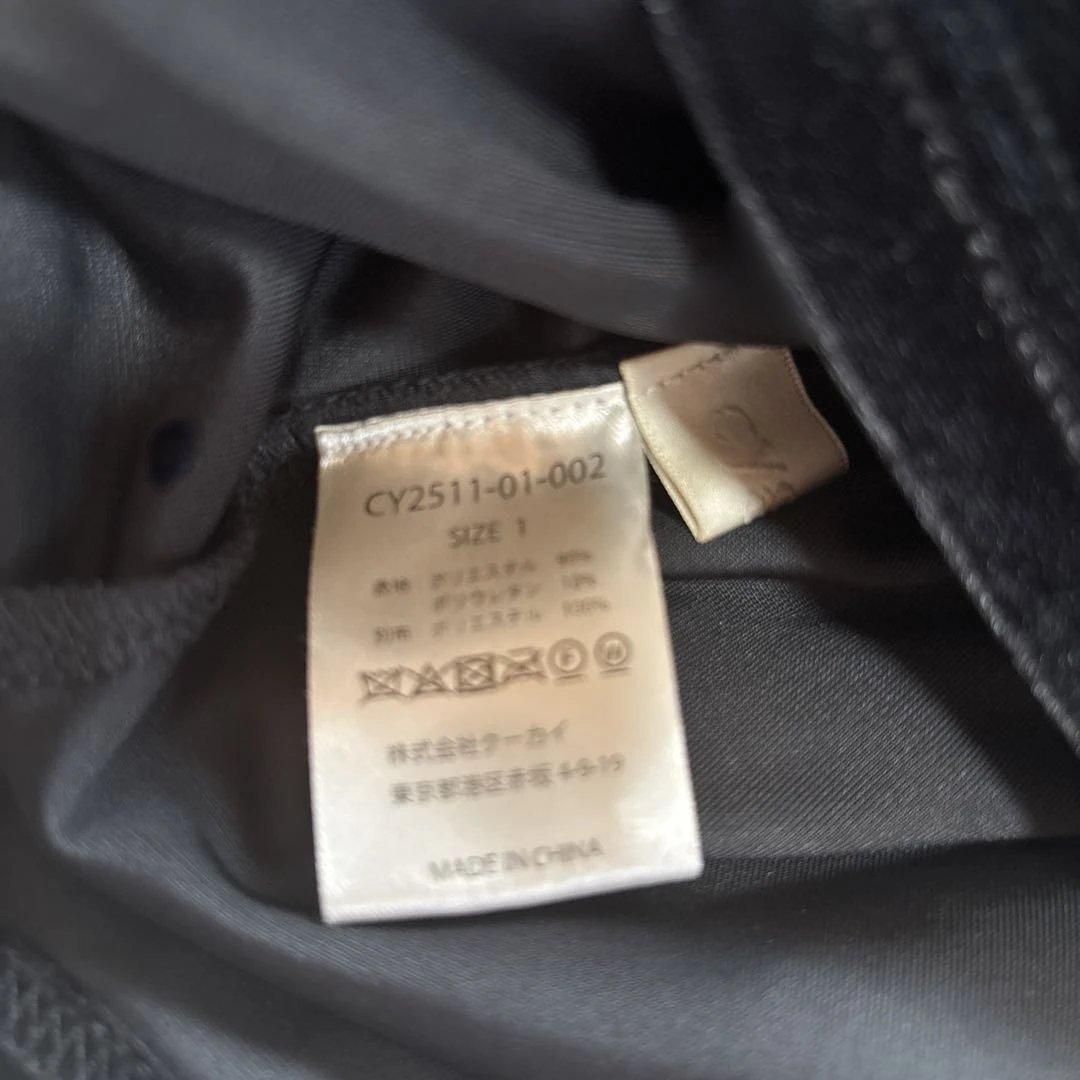 CY2511-01-002
SIZE 1
表地 ポリエステル 90%
ポリウレタン 10%
別布 ポリエステル 100%
F W
株式会社ケーカイ
東京都港区赤坂 4-9-19
MADE IN CHINA